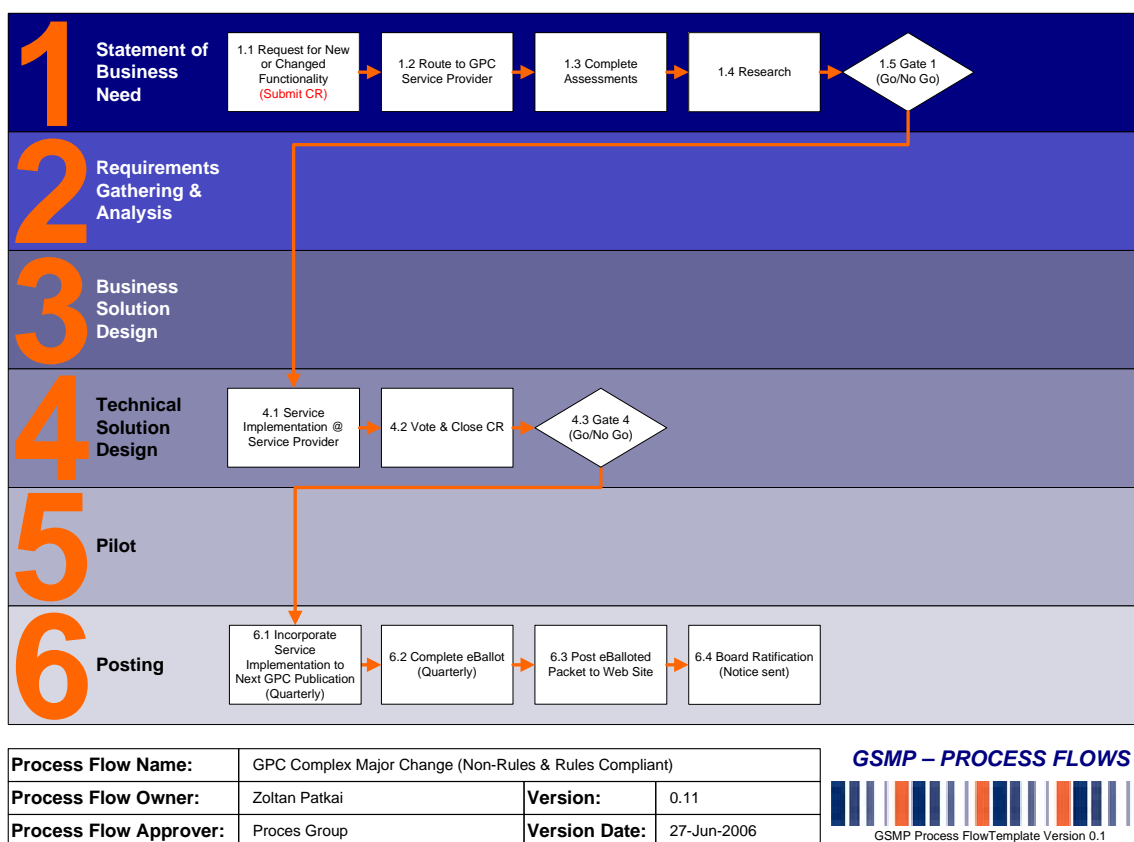 1
Statement of
Business
Need
1.1 Request for New
or Changed
Functionality
(Submit CR)
1.2 Route to GPC
Service Provider
1.3 Complete
Assessments
1.4 Research
1.5 Gate 1
(Go/No Go)
2
Requirements
Gathering &
Analysis
3
Business
Solution
Design
4
Technical
Solution
Design
4.1 Service
Implementation @
Service Provider
4.2 Vote & Close CR
4.3 Gate 4
(Go/No Go)
5
Pilot
6
Posting
6.1 Incorporate
Service
Implementation to
Next GPC Publication
(Quarterly)
6.2 Complete eBallot
(Quarterly)
6.3 Post eBalloted
Packet to Web Site
6.4 Board Ratification
(Notice sent)
Process Flow Name: GPC Complex Major Change (Non-Rules & Rules Compliant)
Process Flow Owner: Zoltan Patkai Version: 0.11
Process Flow Approver: Proces Group Version Date: 27-Jun-2006
GSMP – PROCESS FLOWS
GSMP Process FlowTemplate Version 0.1